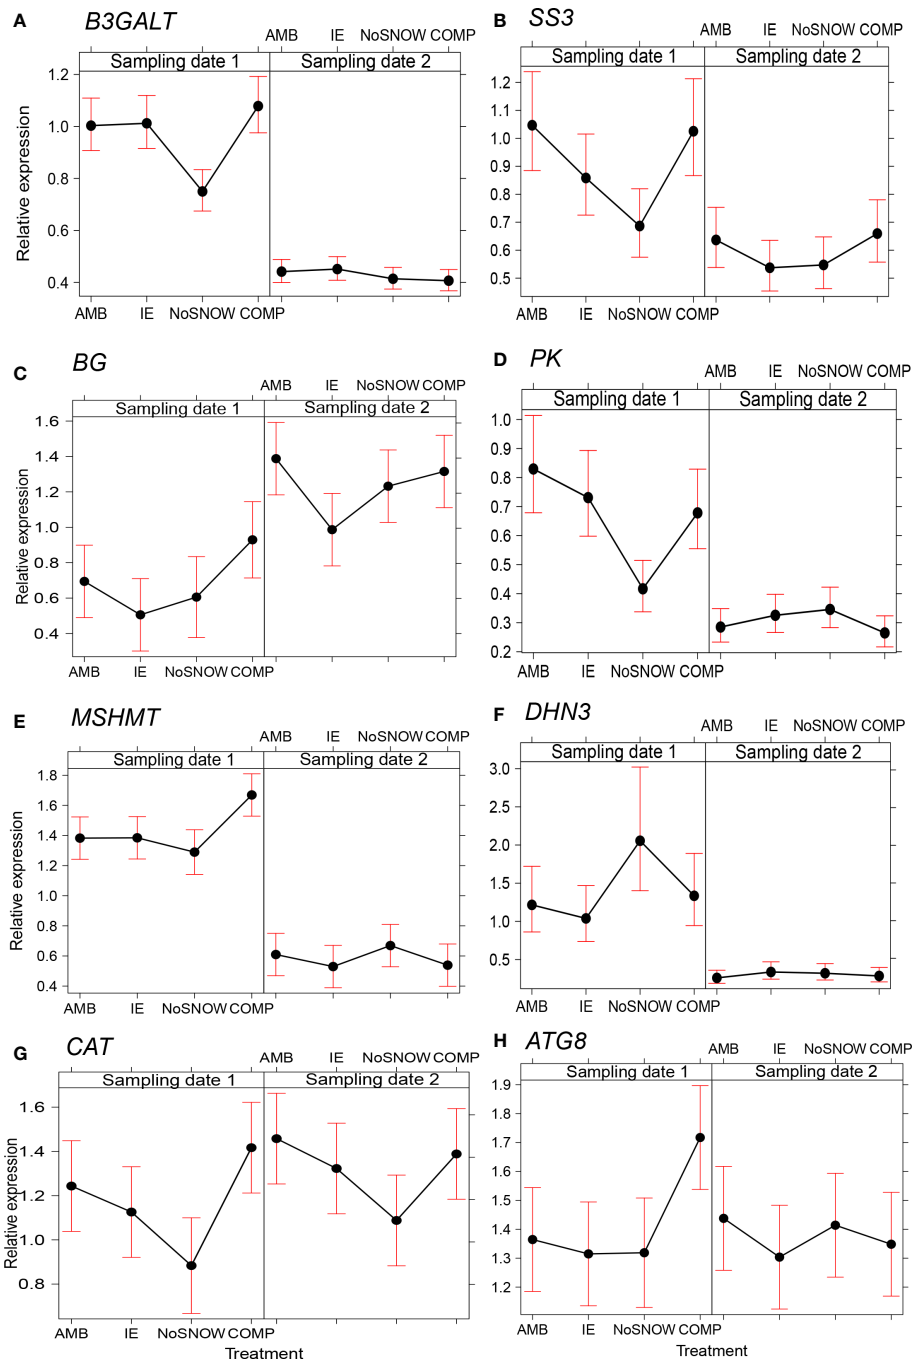 A B3GALT
AMB IE NoSNOW COMP
Sampling date 1 Sampling date 2
Relative expression
1.2
1.0
0.8
0.6
0.4
AMB IE NoSNOW COMP
B SS3
AMB IE NoSNOW COMP
Sampling date 1 Sampling date 2
1.2
1.1
1.0
0.9
0.8
0.7
0.6
0.5
AMB IE NoSNOW COMP
C BG
AMB IE NoSNOW COMP
Sampling date 1 Sampling date 2
Relative expression
1.6
1.4
1.2
1.0
0.8
0.6
0.4
AMB IE NoSNOW COMP
D PK
AMB IE NoSNOW COMP
Sampling date 1 Sampling date 2
1.0
0.9
0.8
0.7
0.6
0.5
0.4
0.3
0.2
AMB IE NoSNOW COMP
E MSHMT
AMB IE NoSNOW COMP
Sampling date 1 Sampling date 2
Relative expression
1.8
1.6
1.4
1.2
1.0
0.8
0.6
0.4
AMB IE NoSNOW COMP
F DHN3
AMB IE NoSNOW COMP
Sampling date 1 Sampling date 2
3.0
2.5
2.0
1.5
1.0
0.5
AMB IE NoSNOW COMP
G CAT
AMB IE NoSNOW COMP
Sampling date 1 Sampling date 2
Relative expression
1.6
1.4
1.2
1.0
0.8
AMB IE NoSNOW COMP
Treatment
H ATG8
AMB IE NoSNOW COMP
Sampling date 1 Sampling date 2
1.9
1.8
1.7
1.6
1.5
1.4
1.3
1.2
AMB IE NoSNOW COMP
Treatment